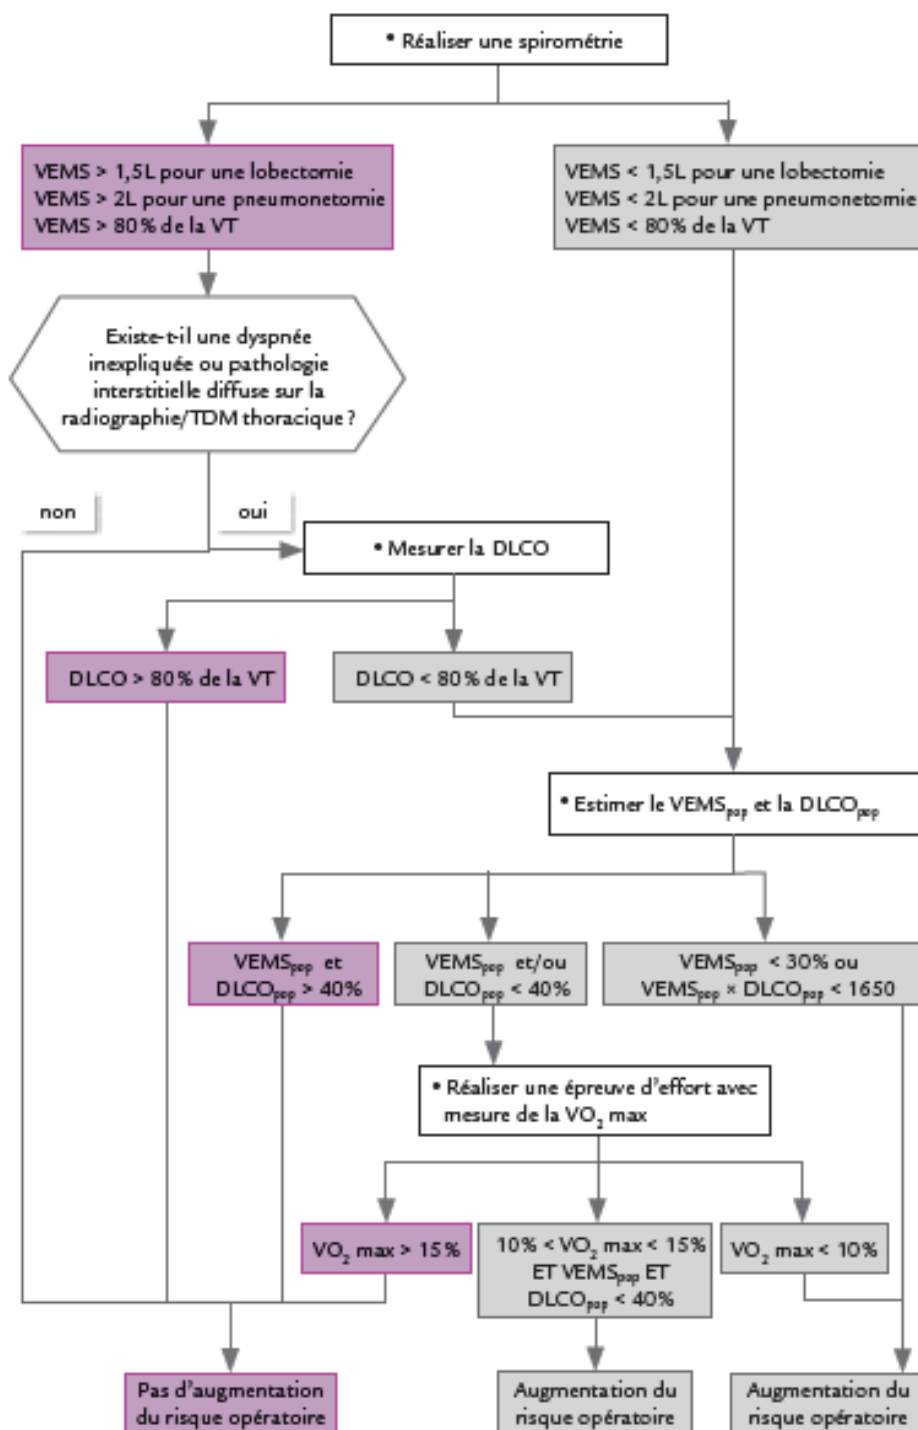 • Réaliser une spirométrie
VEMS > 1,5L pour une lobectomie
VEMS > 2L pour une pneumonetomie
VEMS > 80% de la VT
VEMS < 1,5L pour une lobectomie
VEMS < 2L pour une pneumonetomie
VEMS < 80% de la VT
Existe-t-il une dyspnée
inexpliquée ou pathologie
interstitielle diffuse sur la
radiographie/TDM thoracique ?
non
oui
• Mesurer la DLCO
DLCO > 80% de la VT
DLCO < 80% de la VT
• Estimer le VEMSpop et la DLCOpop
VEMSpop et
DLCOpop > 40%
VEMSpop et/ou
DLCOpop < 40%
VEMSpop < 30% ou
VEMSpop × DLCOpop < 1650
• Réaliser une épreuve d'effort avec
mesure de la VO₂ max
VO₂ max > 15%
10% < VO₂ max < 15%
ET VEMSpop ET
DLCOpop < 40%
VO₂ max < 10%
Pas d'augmentation
du risque opératoire
Augmentation du
risque opératoire
Augmentation du
risque opératoire